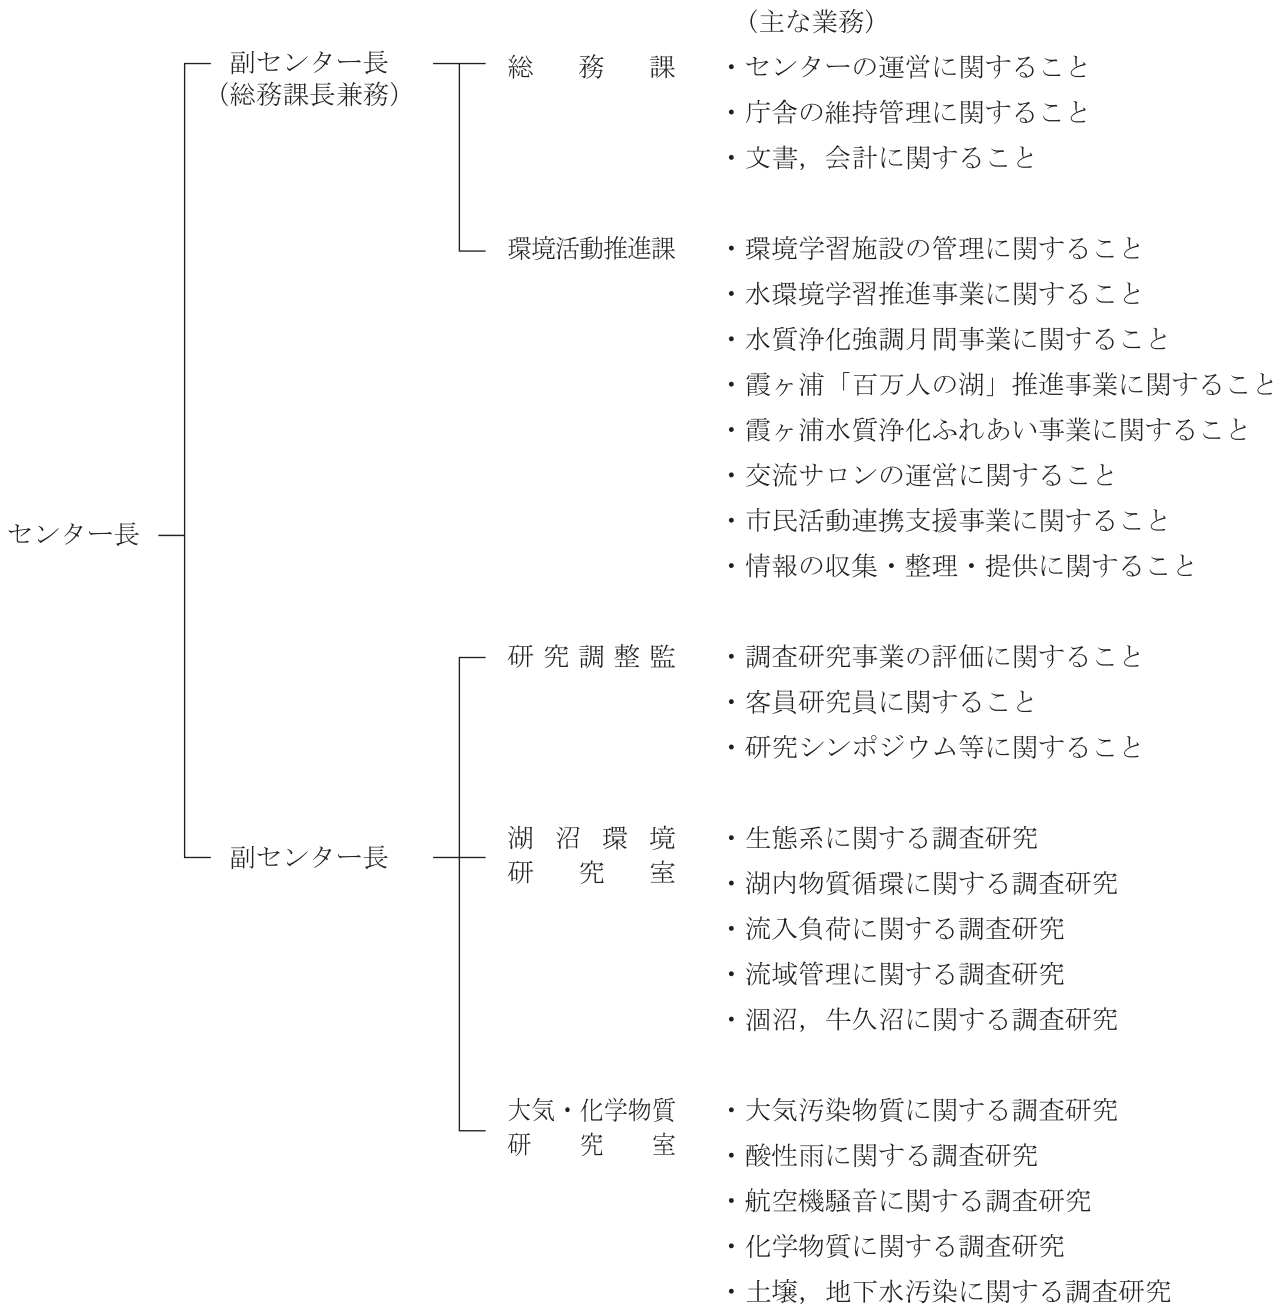 （主な業務）
副センター長
（総務課長兼務）
総務課
・センターの運営に関すること
・庁舎の維持管理に関すること
・文書，会計に関すること
環境活動推進課
・環境学習施設の管理に関すること
・水環境学習推進事業に関すること
・水質浄化強調月間事業に関すること
・霞ヶ浦「百万人の湖」推進事業に関すること
・霞ヶ浦水質浄化ふれあい事業に関すること
・交流サロンの運営に関すること
・市民活動連携支援事業に関すること
・情報の収集・整理・提供に関すること
センター長
副センター長
研究調整監
・調査研究事業の評価に関すること
・客員研究員に関すること
・研究シンポジウム等に関すること
湖沼環境
研究室
・生態系に関する調査研究
・湖内物質循環に関する調査研究
・流入負荷に関する調査研究
・流域管理に関する調査研究
・涸沼，牛久沼に関する調査研究
大気・化学物質
研究室
・大気汚染物質に関する調査研究
・酸性雨に関する調査研究
・航空機騒音に関する調査研究
・化学物質に関する調査研究
・土壌，地下水汚染に関する調査研究